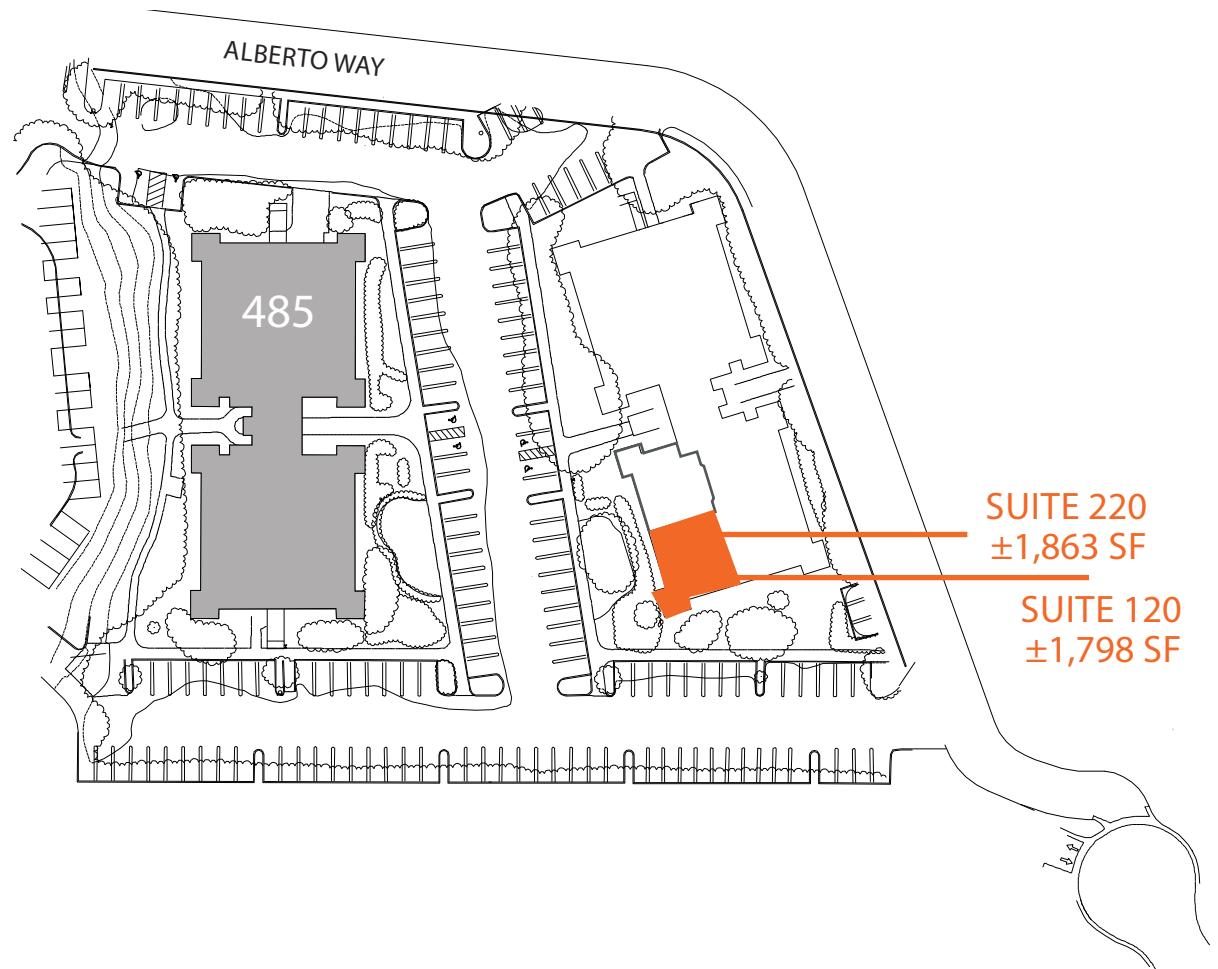 ALBERTO WAY
485
SUITE 220
±1,863 SF
SUITE 120
±1,798 SF